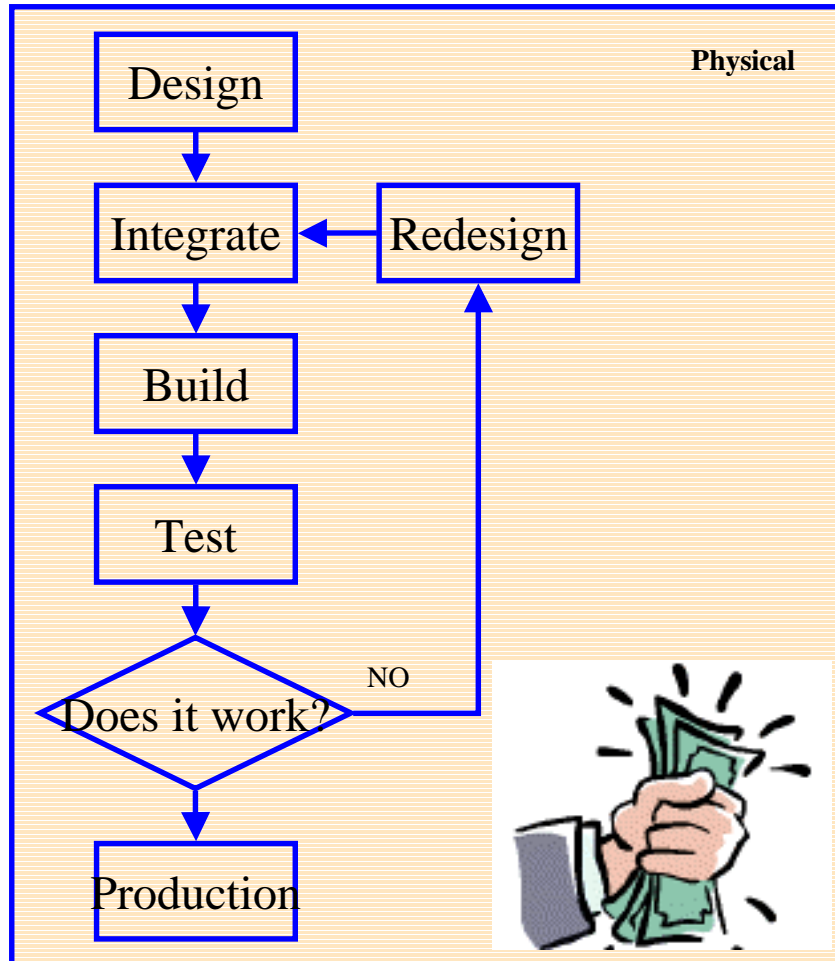 Physical
Design
Integrate
Redesign
Build
Test
NO
Does it work?
Production